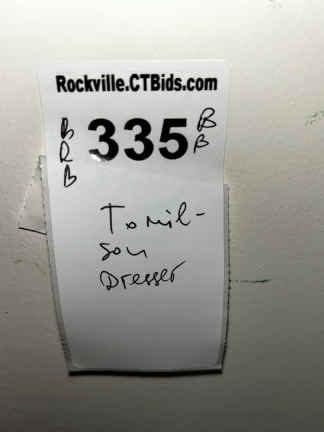 Rockville.CTBids.com
B
R
B
335
B
B
Tomil-
son
Dresser